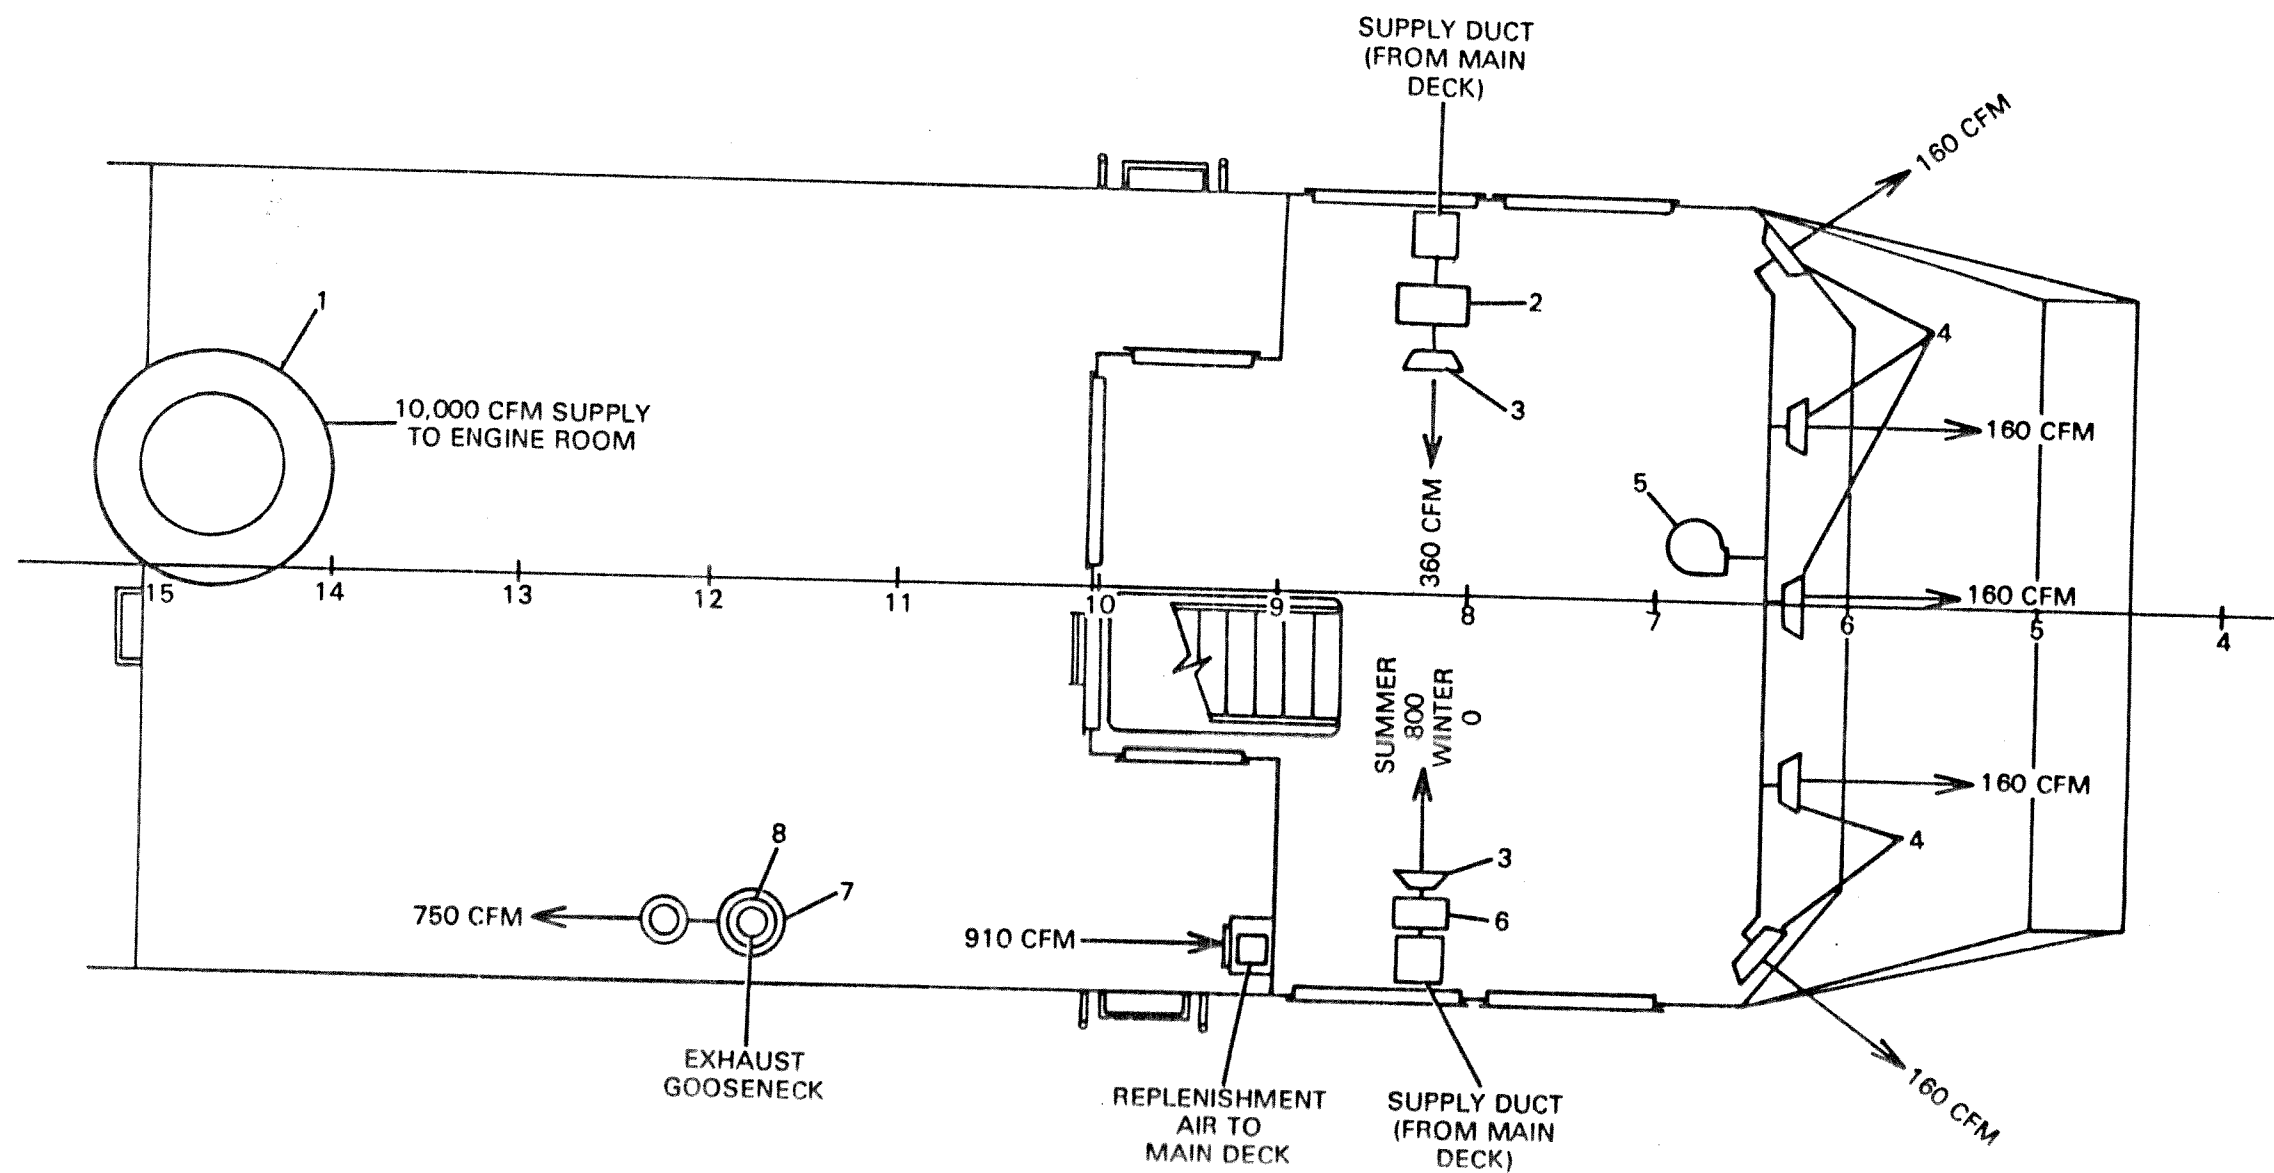 SUPPLY DUCT
(FROM MAIN
DECK)
160 CFM
1
2
4
10,000 CFM SUPPLY
TO ENGINE ROOM
3
160 CFM
5
360 CFM
15
14
13
12
11
10
9
8
7
6
5
4
160 CFM
SUMMER
800
WINTER
0
160 CFM
8
7
3
4
750 CFM
6
910 CFM
EXHAUST
GOOSENECK
REPLENISHMENT
AIR TO
MAIN DECK
SUPPLY DUCT
(FROM MAIN
DECK)
160 CFM